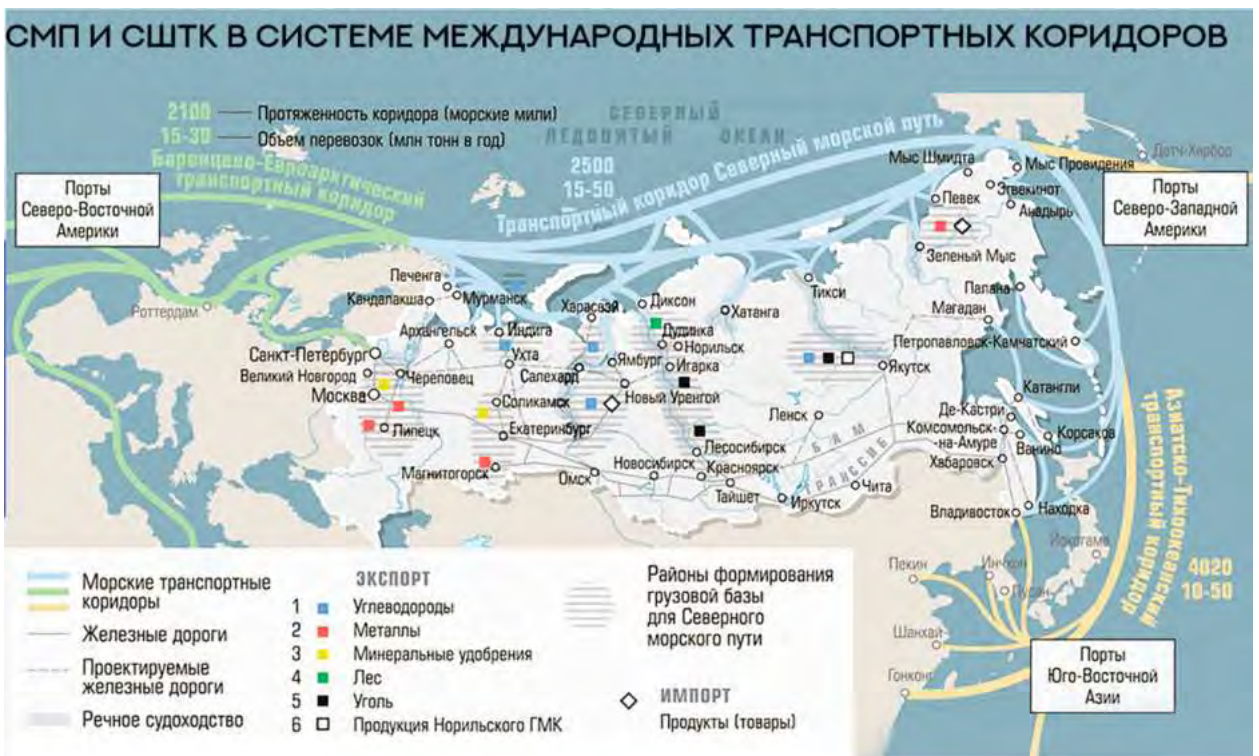 СМП И СШТК В СИСТЕМЕ МЕЖДУНАРОДНЫХ ТРАНСПОРТНЫХ КОРИДОРОВ
2100
Протяженность коридора (морские мили)
15-30
Объем перевозок (млн тонн в год)
СЕВЕРНЫЙ
ЛЕДОВИТЫЙ ОКЕАН
Баренцево-Евроарктический
транспортный коридор
2500
15-50
Транспортный коридор Северный морской путь
Порты
Северо-Восточной
Америки
Порты
Северо-Западной
Америки
Датч-Харбор
Мыс Шмидта
Мыс Провидения
Эгвекинот
Певек
Анадырь
Зеленый Мыс
Палана
Магадан
Петропавловск-Камчатский
Роттердам
Печенга
Кандалакша
Мурманск
Архангельск
Индига
Харасвэй
Диксон
Хатанга
Тикси
Дудинка
Норильск
Санкт-Петербург
Ухта
Ямбург
Игарка
Якутск
Великий Новгород
Череповец
Салехард
Москва
Соликамск
Новый Уренгой
Ленск
Катангли
Де-Кастри
Липецк
Екатеринбург
Лесосибирск
БАМ
Комсомольск-
-на-Амуре
Корсаков
Ванино
Магнитогорск
Омск
Новосибирск
Красноярск
ТРАНССИБ
Хабаровск
Тайшет
Иркутск
Чита
Владивосток
Находка
Азиатско-Тихоокеанский
транспортный коридор
4020
10-50
Пекин
Инчхон
Пусан
Йокогама
Шанхай
Гонконг
Порты
Юго-Восточной
Азии
Морские транспортные
коридоры
Железные дороги
Проектируемые
железные дороги
Речное судоходство
ЭКСПОРТ
1 Углеводороды
2 Металлы
3 Минеральные удобрения
4 Лес
5 Уголь
6 Продукция Норильского ГМК
Районы формирования
грузовой базы
для Северного
морского пути
ИМПОРТ
Продукты (товары)